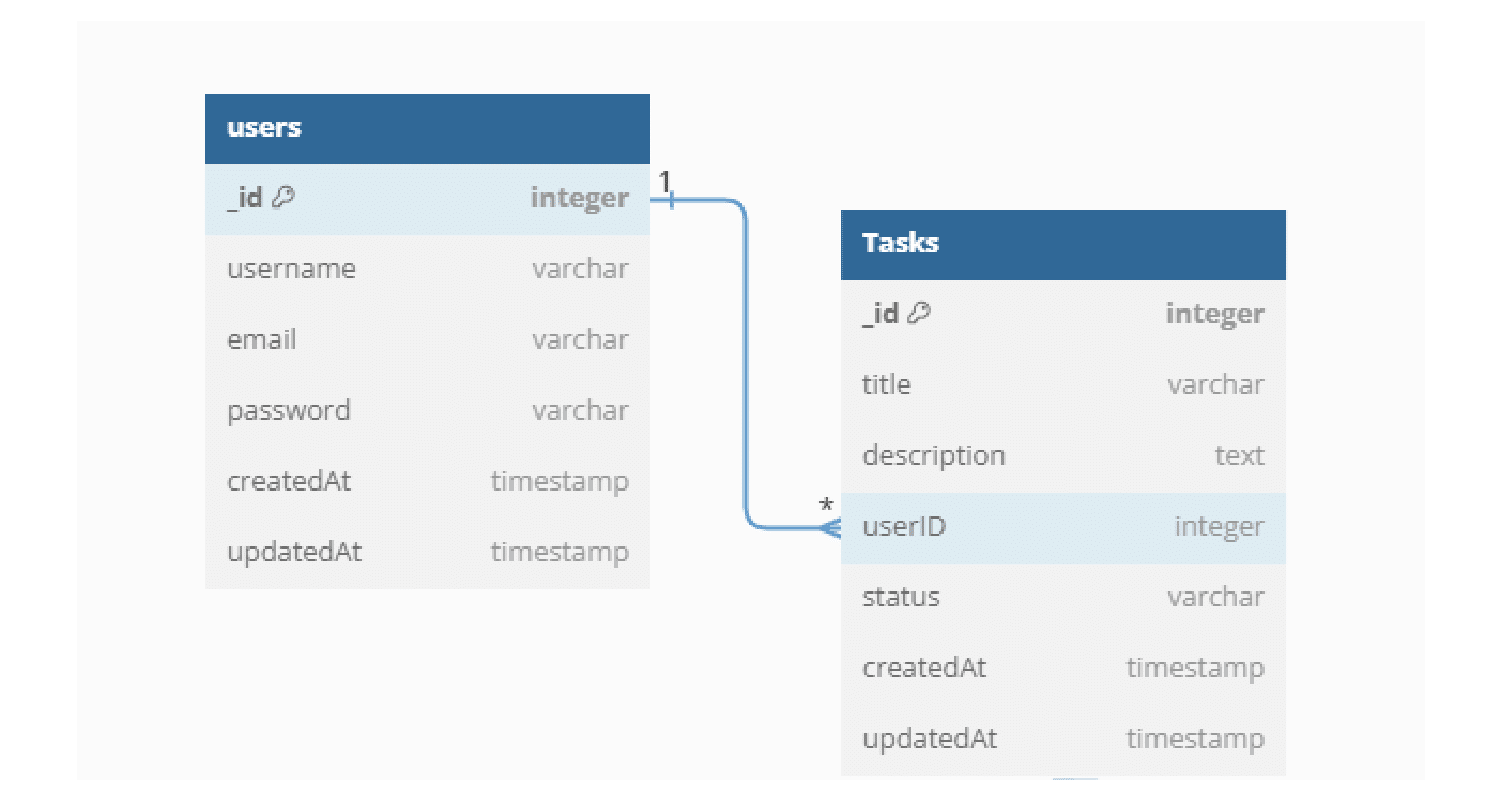 users
_id integer
username varchar
email varchar
password varchar
createdAt timestamp
updatedAt timestamp
1
*
Tasks
_id integer
title varchar
description text
userID integer
status varchar
createdAt timestamp
updatedAt timestamp